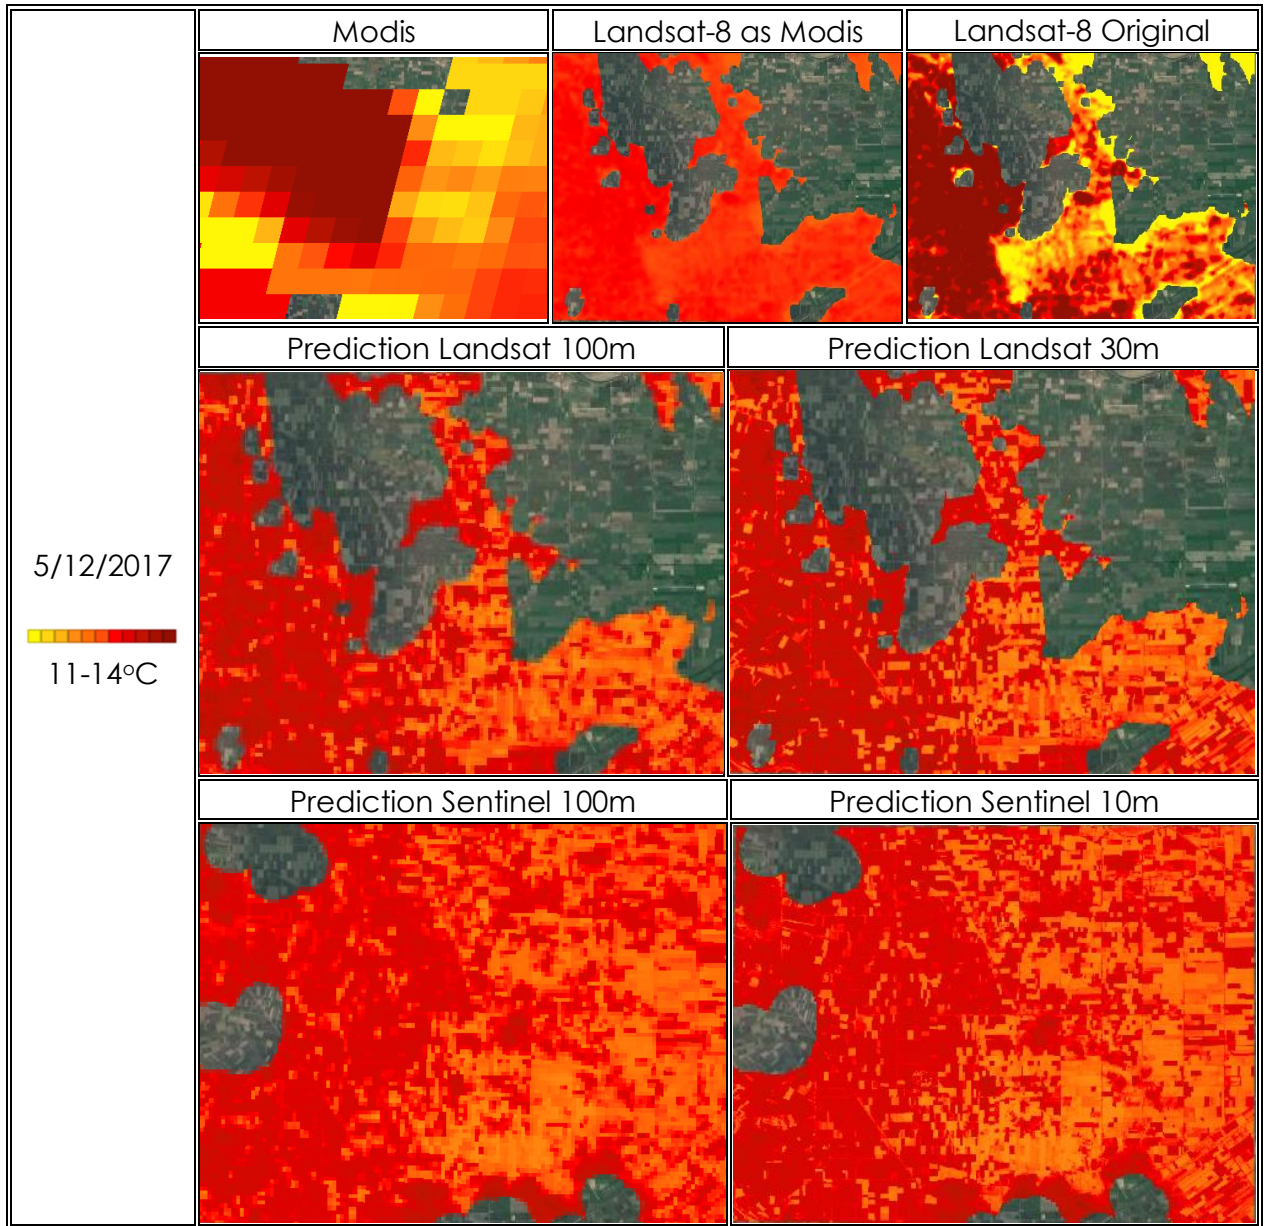 Modis
Landsat-8 as Modis
Landsat-8 Original
Prediction Landsat 100m
Prediction Landsat 30m
5/12/2017
11-14°C
Prediction Sentinel 100m
Prediction Sentinel 10m